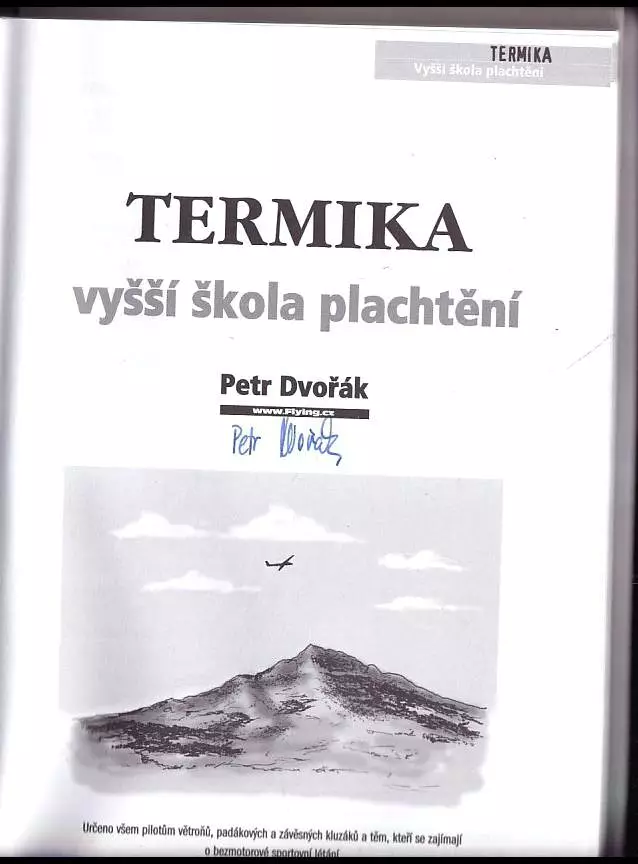 TERMIKA
Vyšší škola plachtění
TERMIKA
vyšší škola plachtění
Petr Dvořák
www.Flying.cz
Petr Dvořák
Určeno všem pilotům větroňů, padákových a závěsných kluzáků a těm, kteří se zajímají
o bezmotorové sportovní létání